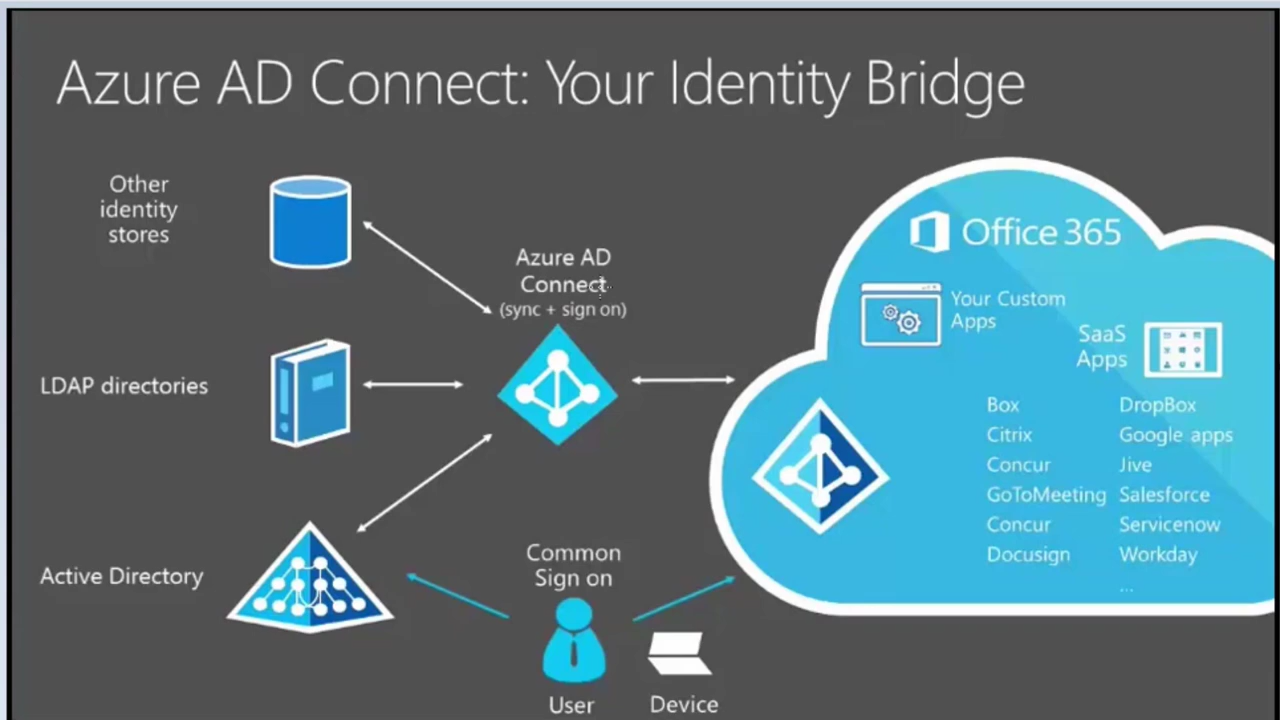 Azure AD Connect: Your Identity Bridge
Other
identity
stores
Azure AD
Connect
(sync + sign on)
LDAP directories
Active Directory
Common
Sign on
User
Device
Office 365
Your Custom
Apps
SaaS
Apps
Box
Citrix
Concur
GoToMeeting
Concur
Docusign
DropBox
Google apps
Jive
Salesforce
Servicenow
Workday
...